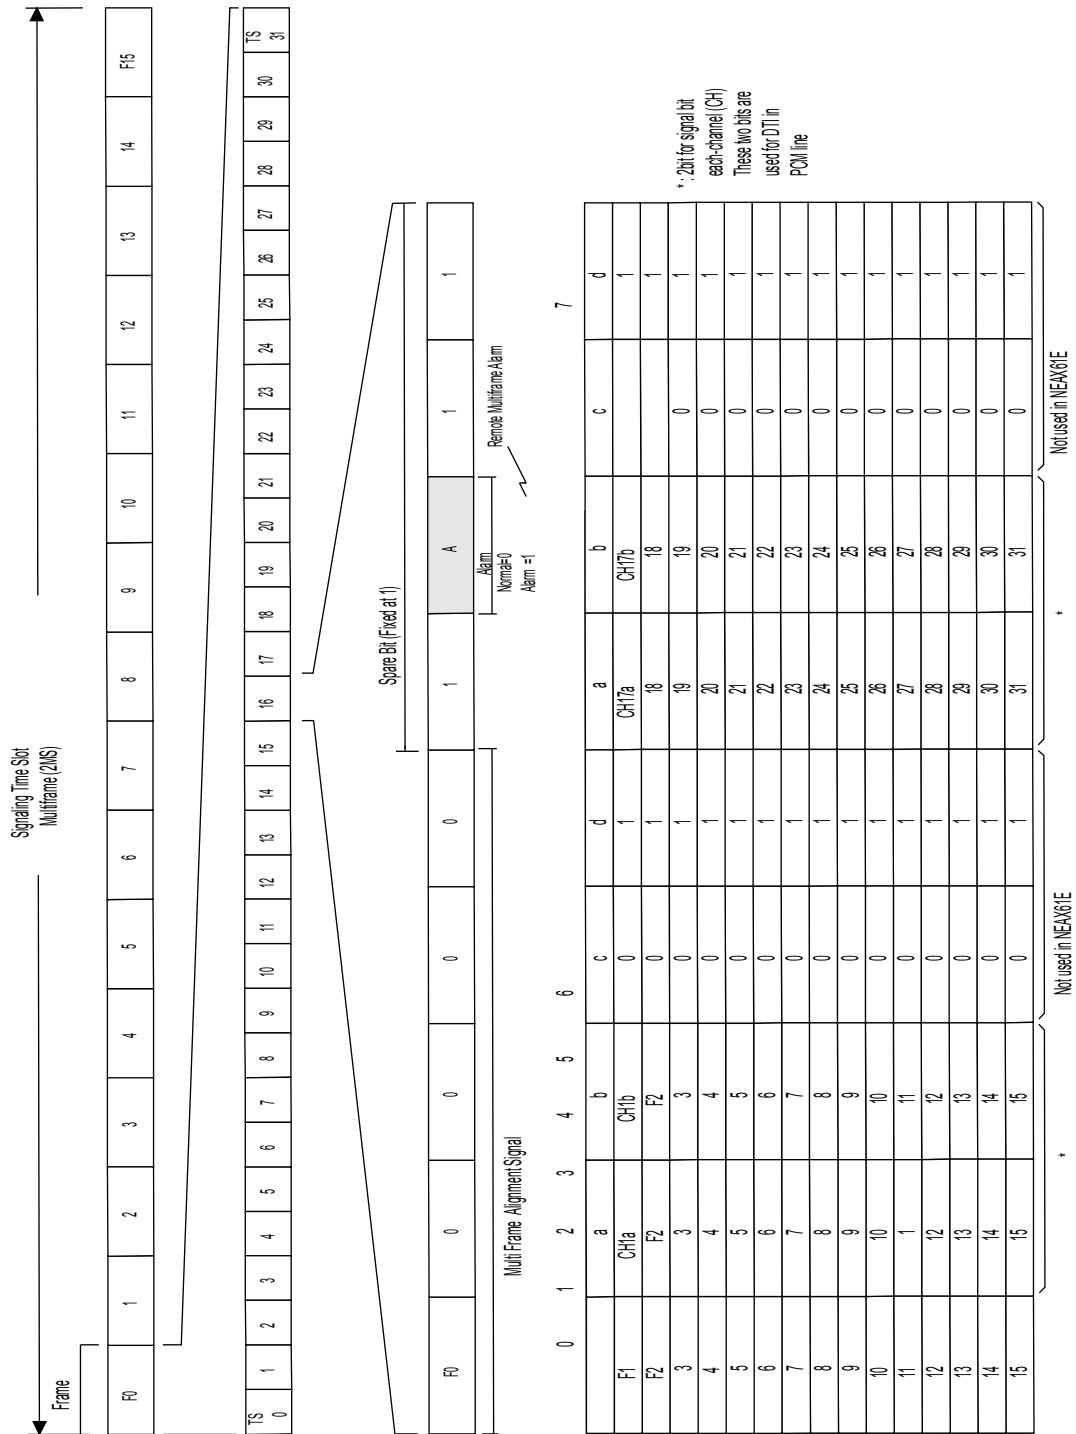 Signaling Time Slot
Multiframe (2MS)
Frame
F0 1 2 3 4 5 6 7 8 9 10 11 12 13 14 F15
TS 0 1 2 3 4 5 6 7 8 9 10 11 12 13 14 15 16 17 18 19 20 21 22 23 24 25 26 27 28 29 30 TS 31
Spare Bit (Fixed at 1)
F0 0 0 0 0 1 A 1 1
Multi Frame Alignment Signal
Alarm
Normal=0
Alarm =1
Remote Multiframe Alarm
0 1 2 3 4 5 6 7
a b c d a b c d
F1 CH1a CH1b 0 1 CH17a CH17b 1
F2 F2 F2 0 1 18 18 1
3 3 3 0 1 19 19 0 1
4 4 4 0 1 20 20 0 1
5 5 5 0 1 21 21 0 1
6 6 6 0 1 22 22 0 1
7 7 7 0 1 23 23 0 1
8 8 8 0 1 24 24 0 1
9 9 9 0 1 25 25 0 1
10 10 10 0 1 26 26 0 1
11 1 11 0 1 27 27 0 1
12 12 12 0 1 28 28 0 1
13 13 13 0 1 29 29 0 1
14 14 14 0 1 30 30 0 1
15 15 15 0 1 31 31 0 1
* Not used in NEAX61E * Not used in NEAX61E
* : 2bit for signal bit
each-channel (CH)
These two bits are
used for DTI in
PCM line